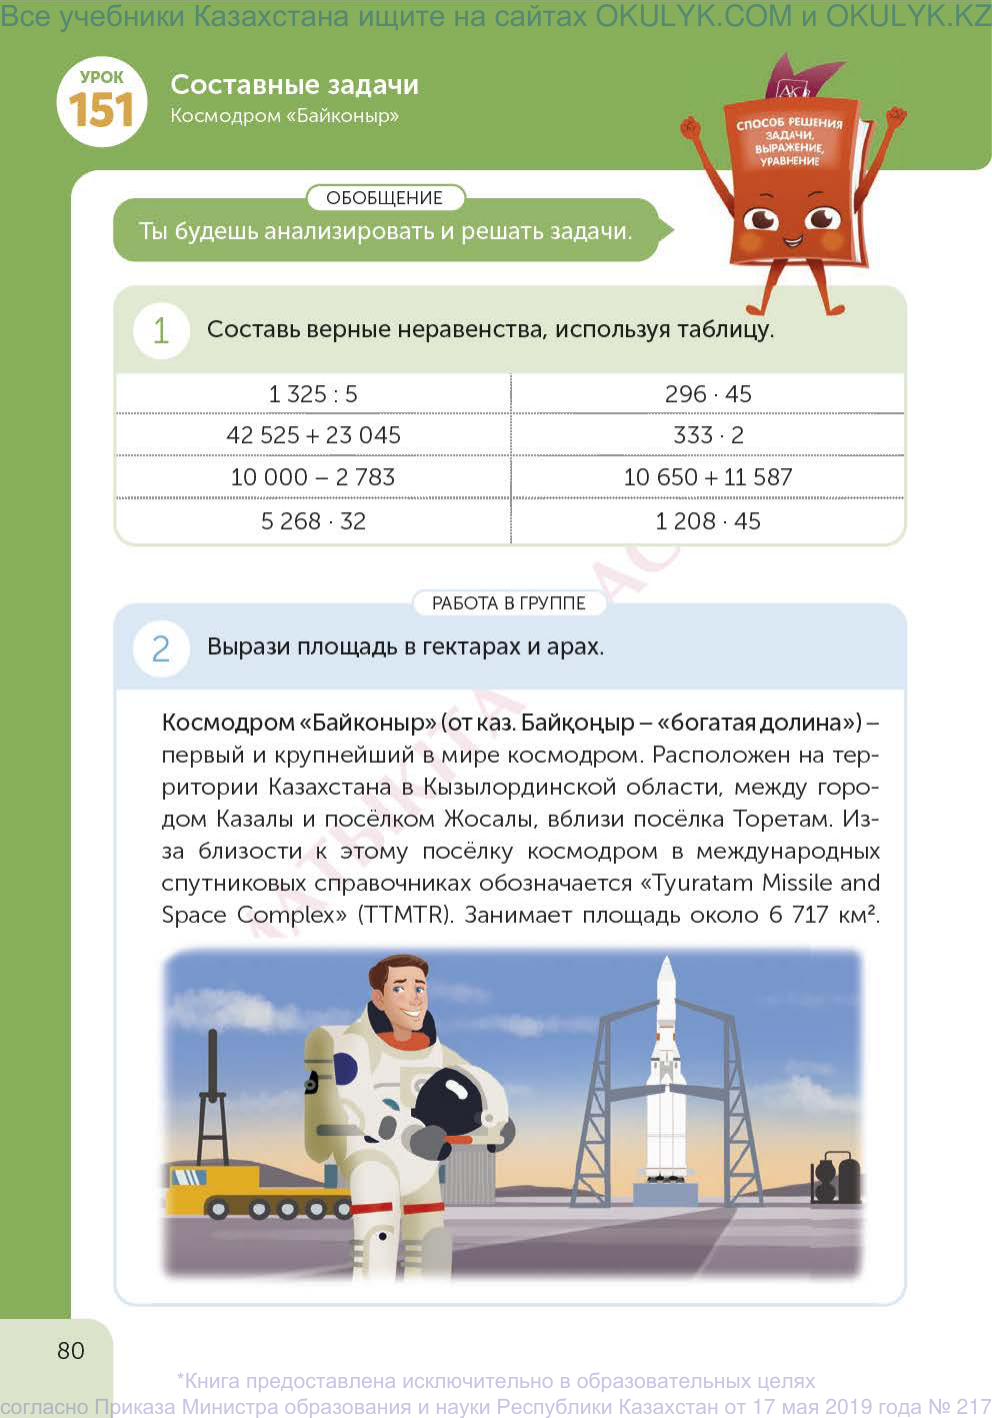 Все учебники Казахстана ищите на сайтах OKULYK.COM и OKULYK.KZ
УРОК
151
Составные задачи
Космодром «Байконыр»
СПОСОБ РЕШЕНИЯ
ЗАДАЧИ,
ВЫРАЖЕНИЕ,
УРАВНЕНИЕ
ОБОБЩЕНИЕ
Ты будешь анализировать и решать задачи.
1 Составь верные неравенства, используя таблицу.
1 325 : 5 296 · 45
42 525 + 23 045 333 · 2
10 000 – 2 783 10 650 + 11 587
5 268 · 32 1 208 · 45
РАБОТА В ГРУППЕ
2 Вырази площадь в гектарах и арах.
Космодром «Байконыр» (от каз. Байқоңыр – «богатая долина») –
первый и крупнейший в мире космодром. Расположен на тер-
ритории Казахстана в Кызылординской области, между горо-
дом Казалы и посёлком Жосалы, вблизи посёлка Торетам. Из-
за близости к этому посёлку космодром в международных
спутниковых справочниках обозначается «Tyuratam Missile and
Space Complex» (TTMTR). Занимает площадь около 6 717 км².
80
*Книга предоставлена исключительно в образовательных целях
согласно Приказа Министра образования и науки Республики Казахстан от 17 мая 2019 года № 217